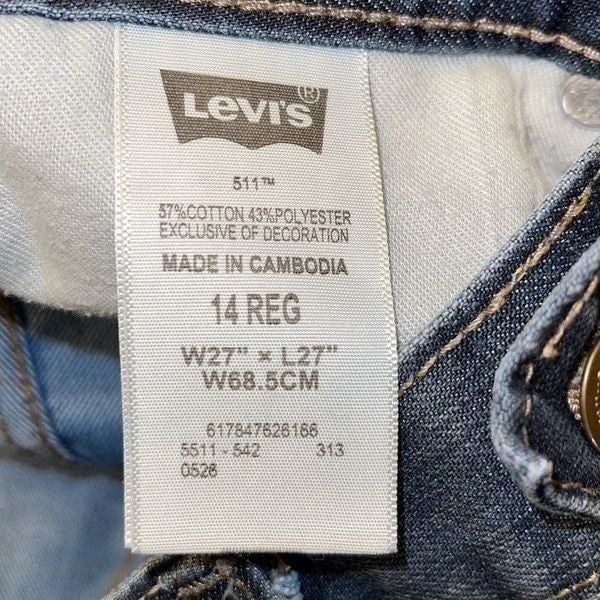 LEVI'S®
511™
57%COTTON 43%POLYESTER
EXCLUSIVE OF DECORATION
MADE IN CAMBODIA
14 REG
W27" × L27"
W68.5CM
617847626166
5511 - 542 313
0526